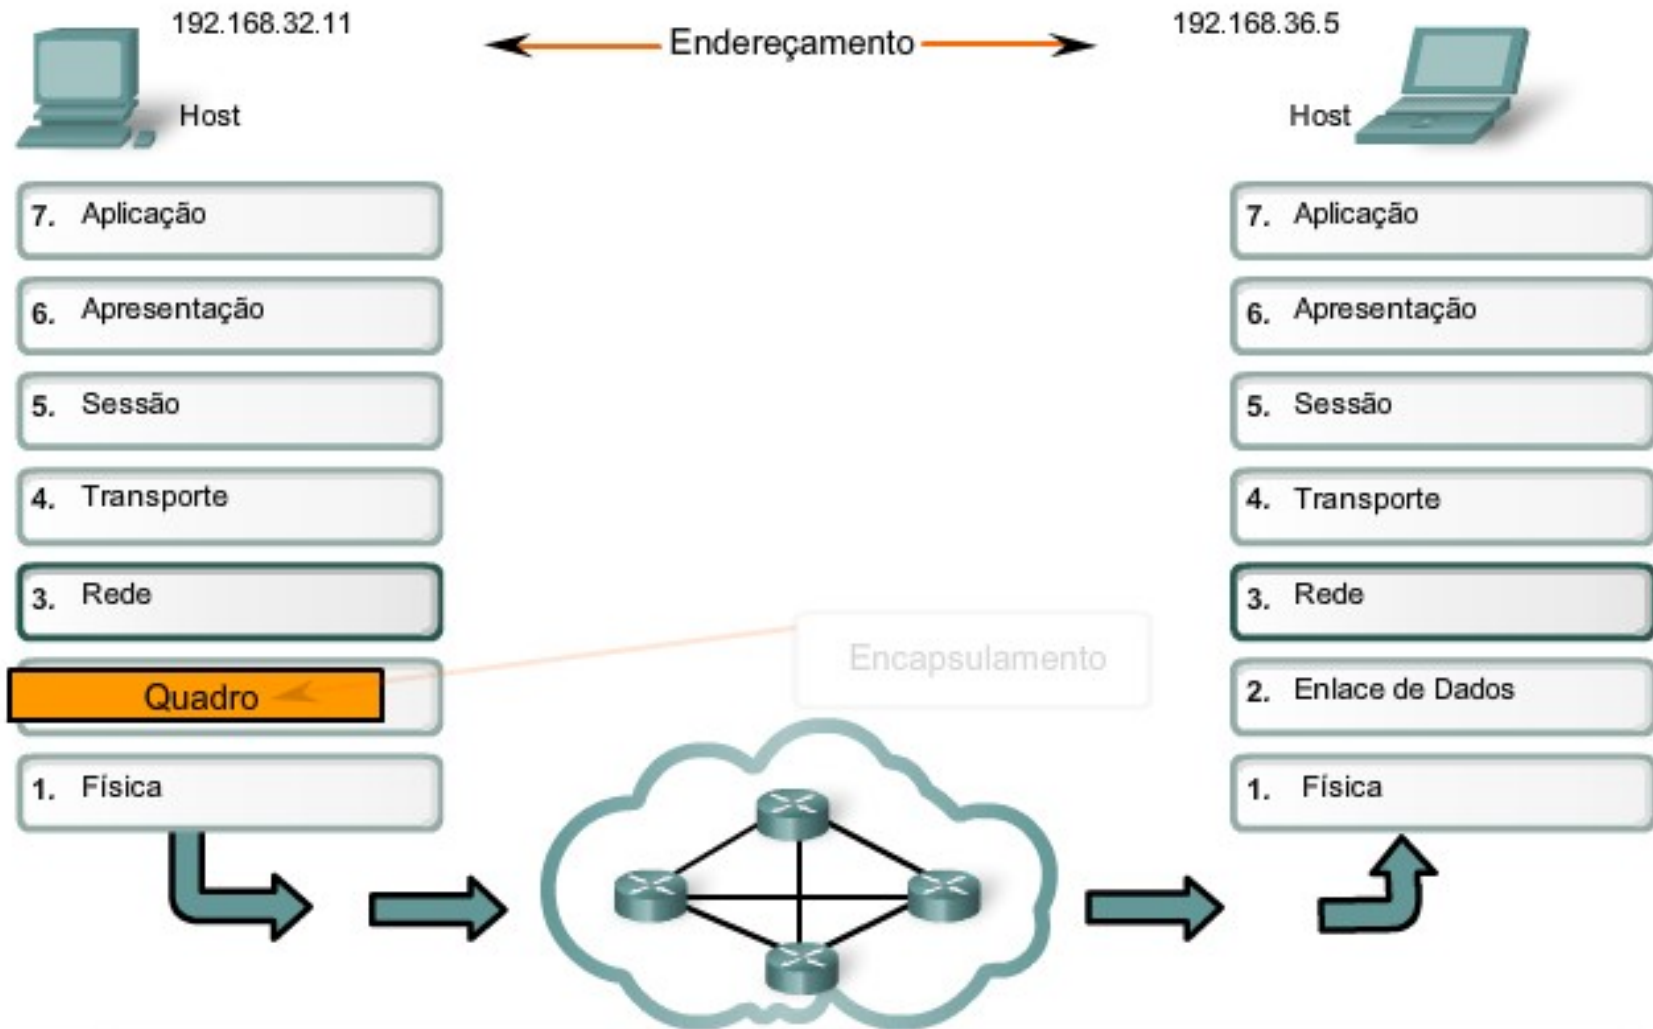 192.168.32.11
Endereçamento
192.168.36.5
Host
Host
7. Aplicação
6. Apresentação
5. Sessão
4. Transporte
3. Rede
Quadro
1. Física
Encapsulamento
7. Aplicação
6. Apresentação
5. Sessão
4. Transporte
3. Rede
2. Enlace de Dados
1. Física